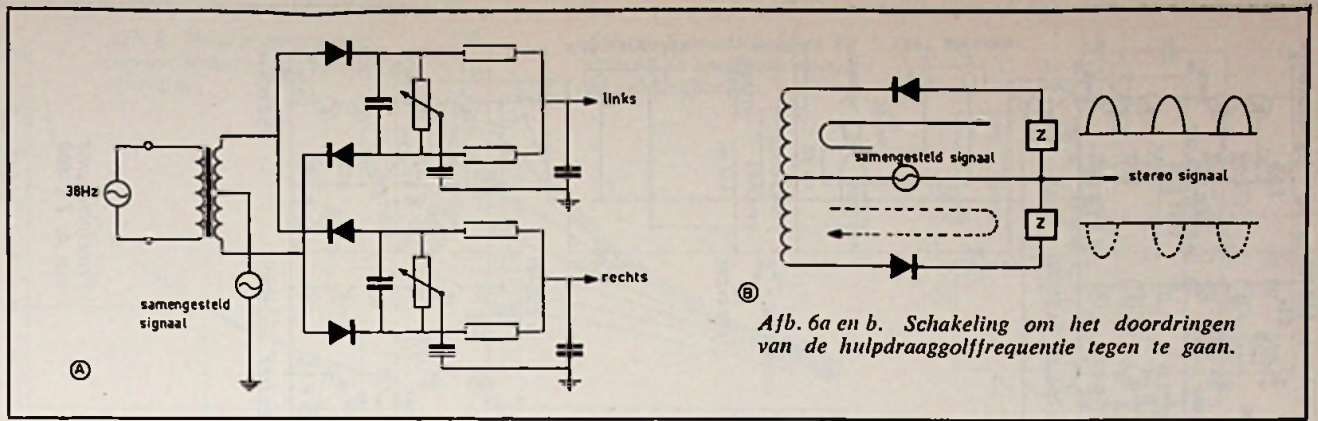 38Hz
samengesteld
signaal
links
rechts
A
samengesteld signaal
Z
Z
stereo signaal
B
Afb. 6a en b. Schakeling om het doordringen
van de hulpdraaggolffrequentie tegen te gaan.